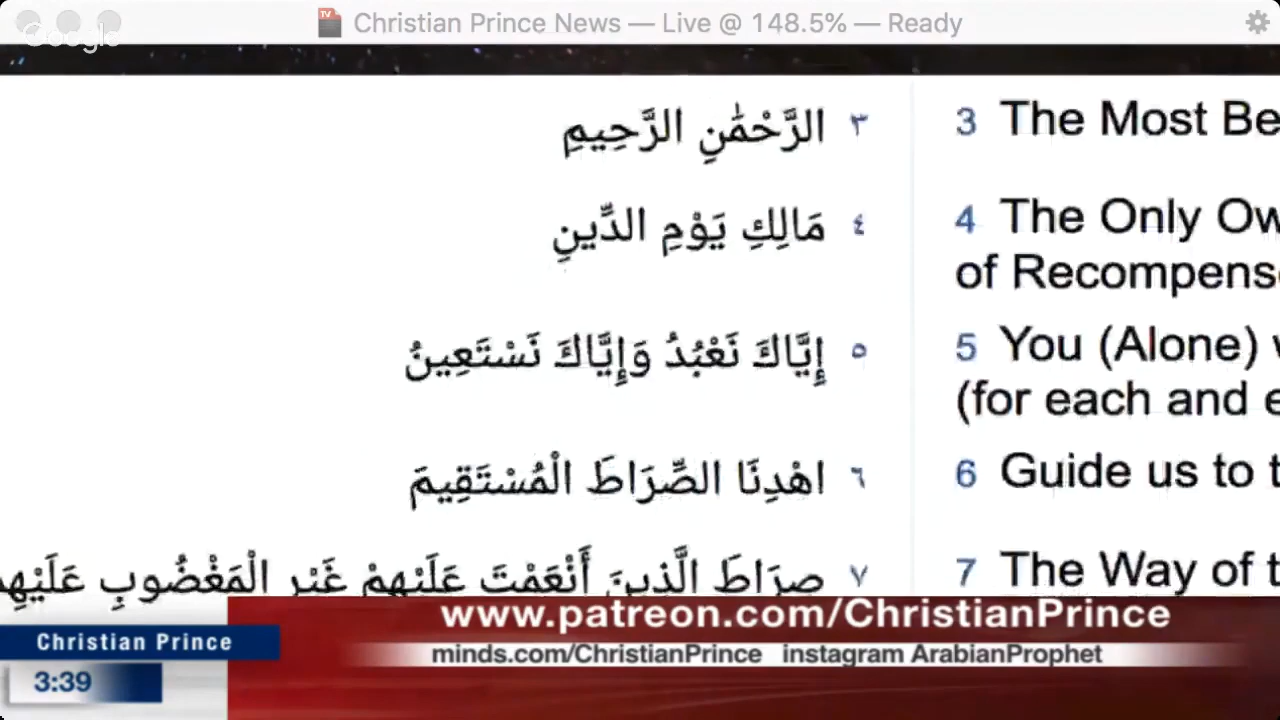 Google
Christian Prince News — Live @ 148.5% — Ready
الرَّحْمَٰنِ الرَّحِيمِ ٣
3 The Most Be
مَالِكِ يَوْمِ الدِّينِ ٤
4 The Only Ow
of Recompens
إِيَّاكَ نَعْبُدُ وَإِيَّاكَ نَسْتَعِينُ ٥
5 You (Alone) w
(for each and e
اهْدِنَا الصِّرَاطَ الْمُسْتَقِيمَ ٦
6 Guide us to t
صِرَاطَ الَّذِينَ أَنْعَمْتَ عَلَيْهِمْ غَيْرِ الْمَغْضُوبِ عَلَيْهِم ٧
7 The Way of t
www.patreon.com/ChristianPrince
Christian Prince
minds.com/ChristianPrince instagram ArabianProphet
3:39